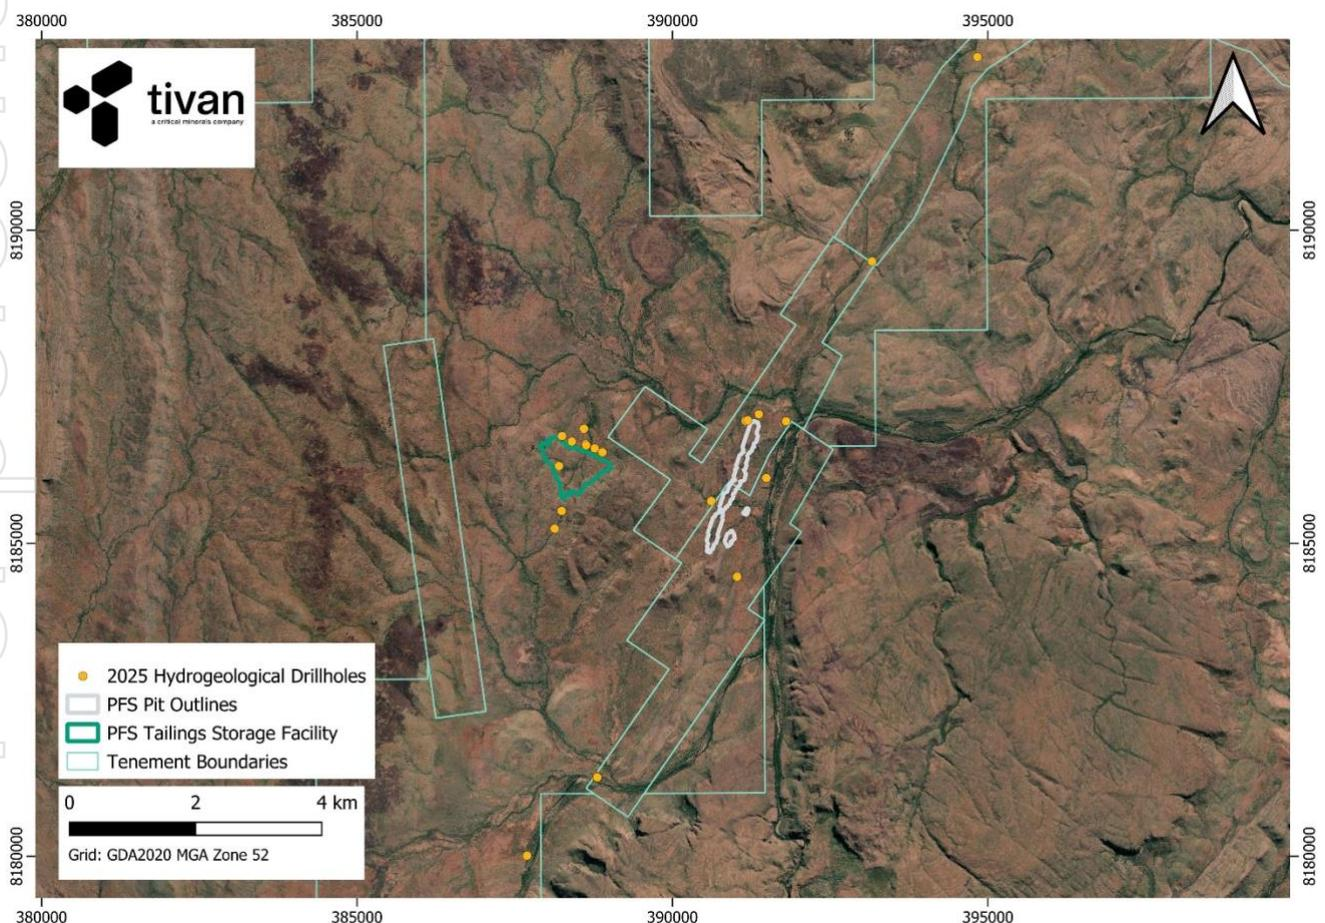 380000 385000 390000 395000
tivan
a critical minerals company
8190000 8190000
8185000 8185000
2025 Hydrogeological Drillholes
PFS Pit Outlines
PFS Tailings Storage Facility
Tenement Boundaries
0 2 4 km
Grid: GDA2020 MGA Zone 52
8180000 8180000
380000 385000 390000 395000